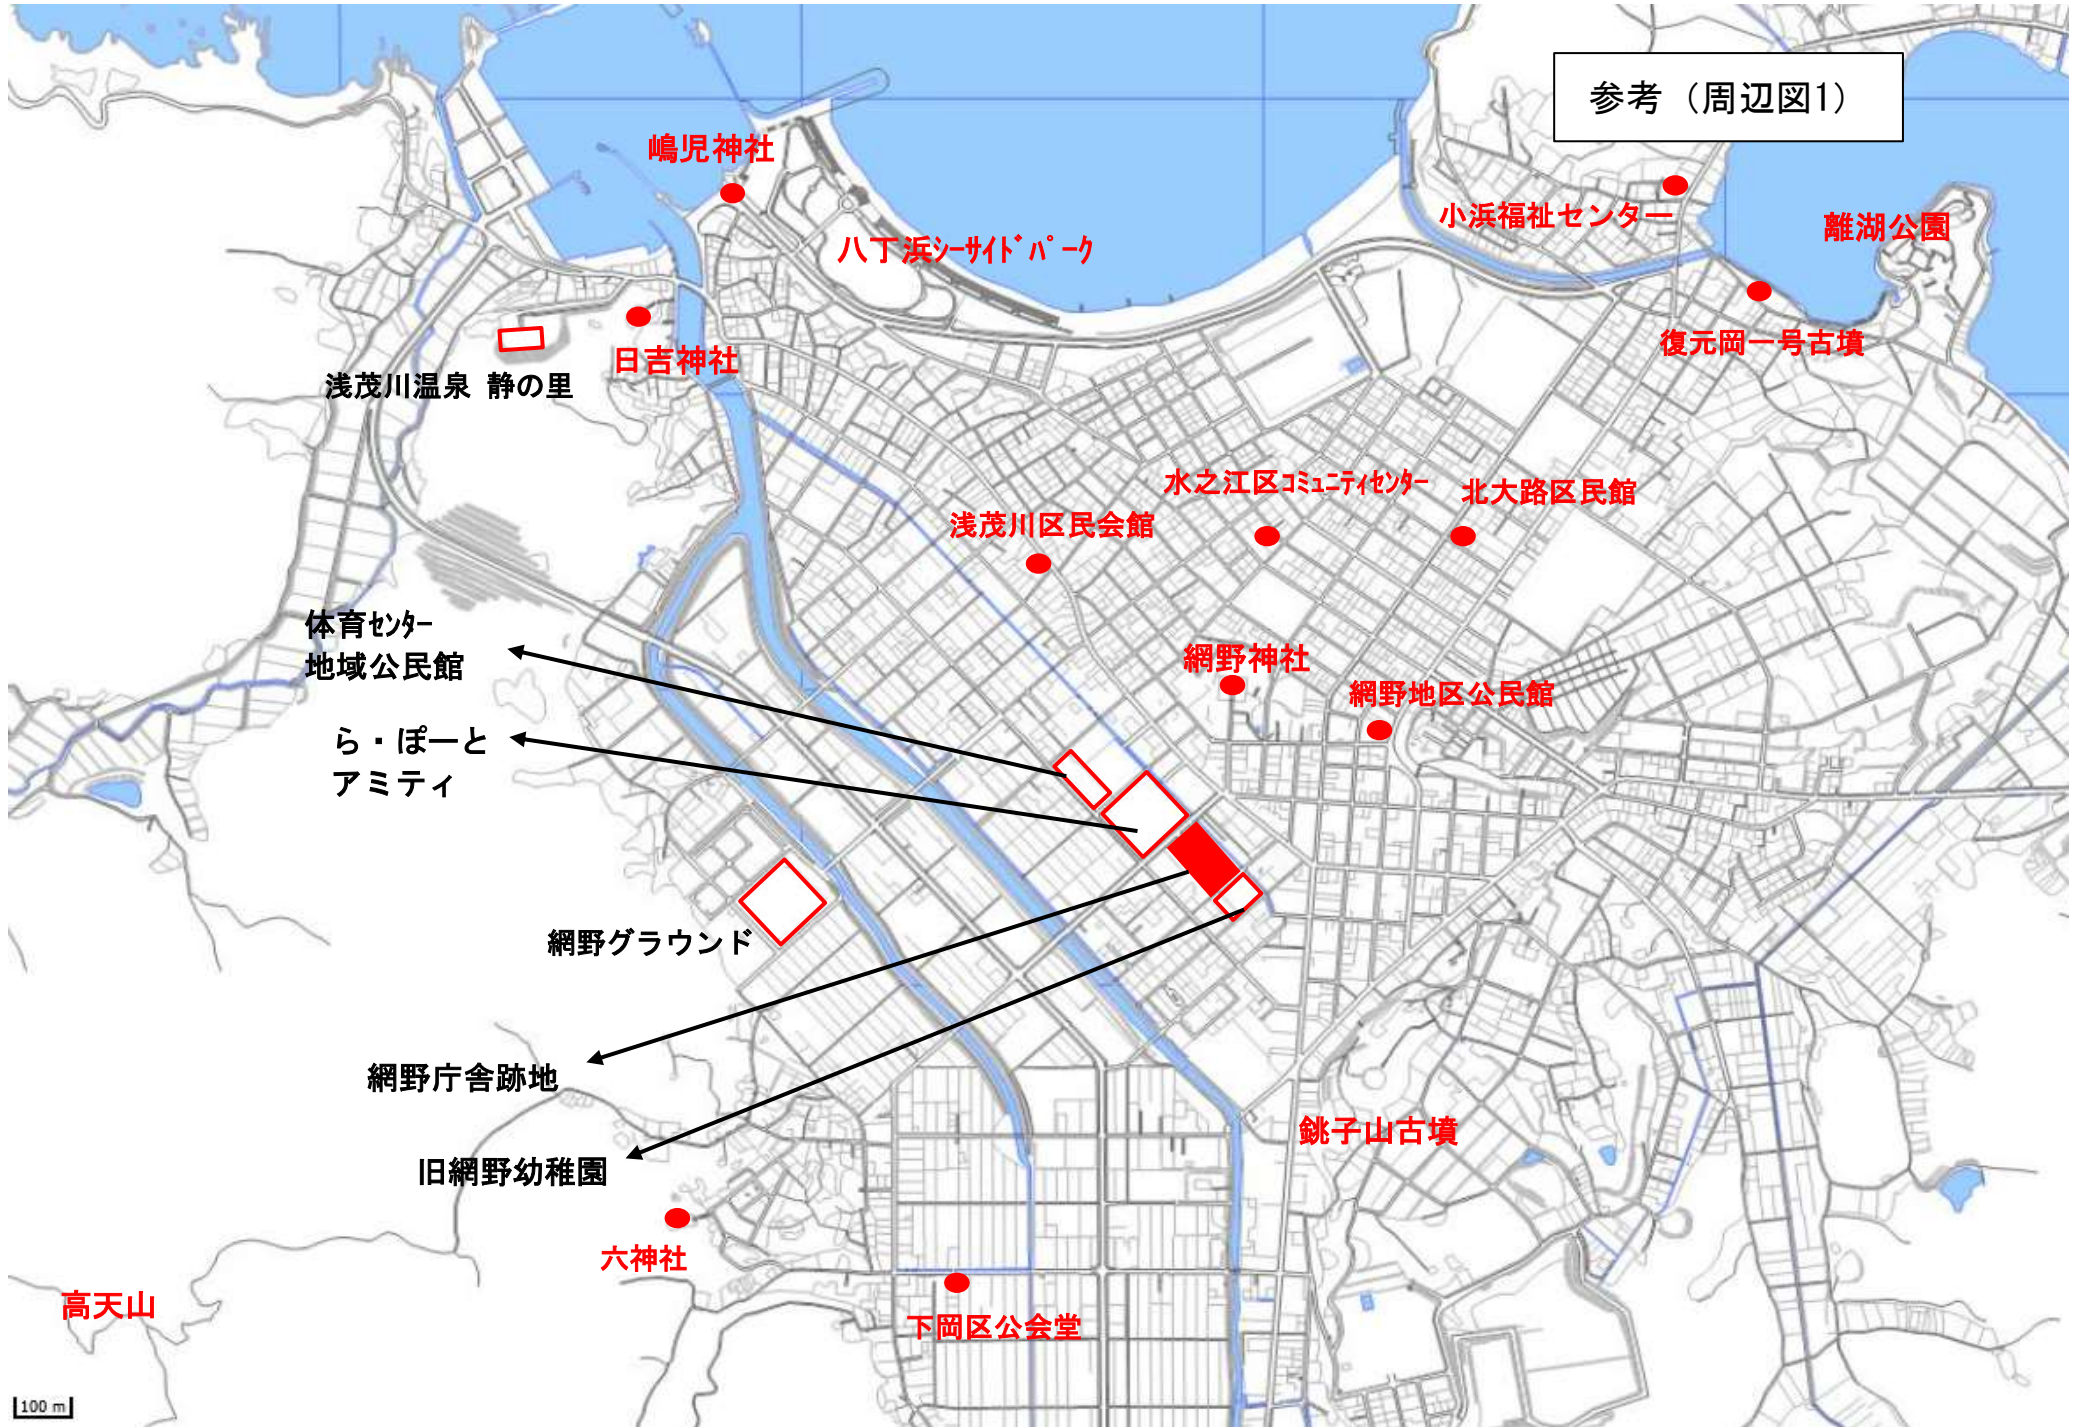 参考（周辺図1）
嶋児神社
八丁浜ｼｰｻｲﾄﾞﾊﾟｰｸ
小浜福祉センター
離湖公園
復元岡一号古墳
日吉神社
浅茂川温泉 静の里
水之江区ｺﾐｭﾆﾃｨｾﾝﾀｰ
北大路区民館
浅茂川区民会館
体育ｾﾝﾀｰ
地域公民館
網野神社
網野地区公民館
ら・ぽーと
アミティ
網野グラウンド
網野庁舎跡地
銚子山古墳
旧網野幼稚園
六神社
高天山
下岡区公会堂
100 m